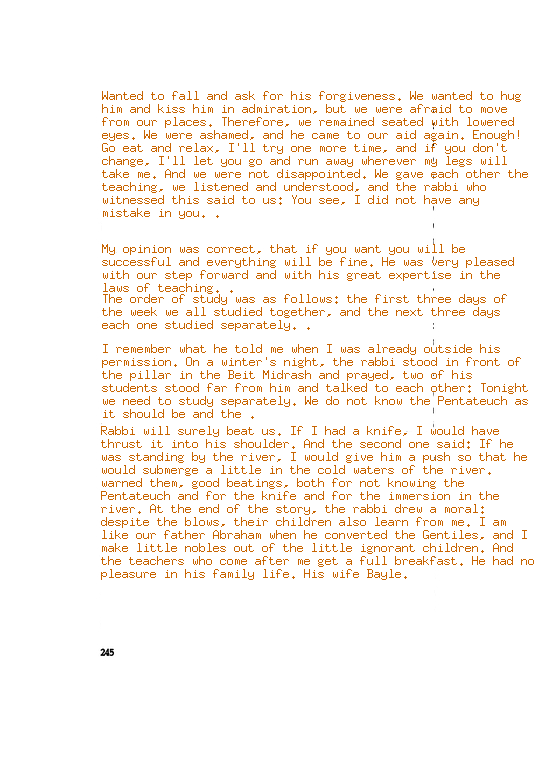 Wanted to fall and ask for his forgiveness. We wanted to hug
him and kiss him in admiration, but we were afraid to move
from our places. Therefore, we remained seated with lowered
eyes. We were ashamed, and he came to our aid again. Enough!
Go eat and relax, I'll try one more time, and if you don't
change, I'll let you go and run away wherever my legs will
take me. And we were not disappointed. We gave each other the
teaching, we listened and understood, and the rabbi who
witnessed this said to us: You see, I did not have any
mistake in you. .
My opinion was correct, that if you want you will be
successful and everything will be fine. He was very pleased
with our step forward and with his great expertise in the
laws of teaching. .
The order of study was as follows: the first three days of
the week we all studied together, and the next three days
each one studied separately. .
I remember what he told me when I was already outside his
permission. On a winter's night, the rabbi stood in front of
the pillar in the Beit Midrash and prayed, two of his
students stood far from him and talked to each other: Tonight
we need to study separately. We do not know the Pentateuch as
it should be and the .
Rabbi will surely beat us. If I had a knife, I would have
thrust it into his shoulder. And the second one said: If he
was standing by the river, I would give him a push so that he
would submerge a little in the cold waters of the river.
warned them, good beatings, both for not knowing the
Pentateuch and for the knife and for the immersion in the
river. At the end of the story, the rabbi drew a moral:
despite the blows, their children also learn from me. I am
like our father Abraham when he converted the Gentiles, and I
make little nobles out of the little ignorant children. And
the teachers who come after me get a full breakfast. He had no
pleasure in his family life. His wife Bayle.
245